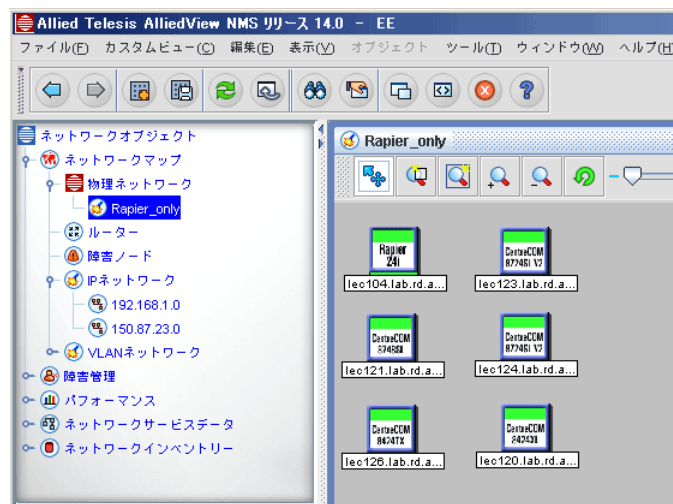 Allied Telesis AlliedView NMS リリース 14.0 - EE
ファイル(F) カスタムビュー(C) 編集(E) 表示(V) オブジェクト ツール(T) ウィンドウ(W) ヘルプ(H)
ネットワークオブジェクト
ネットワークマップ
物理ネットワーク
Rapier_only
ルーター
障害ノード
IPネットワーク
192.168.1.0
150.87.23.0
VLANネットワーク
障害管理
パフォーマンス
ネットワークサービスデータ
ネットワークインベントリー
Rapier_only
Rapier
24i
lec104.lab.rd.a...
CentreCOM
8724SL V2
lec123.lab.rd.a...
CentreCOM
8748SL
lec121.lab.rd.a...
CentreCOM
8724SL V2
lec124.lab.rd.a...
CentreCOM
8424TX
lec126.lab.rd.a...
CentreCOM
8424XL
lec120.lab.rd.a...